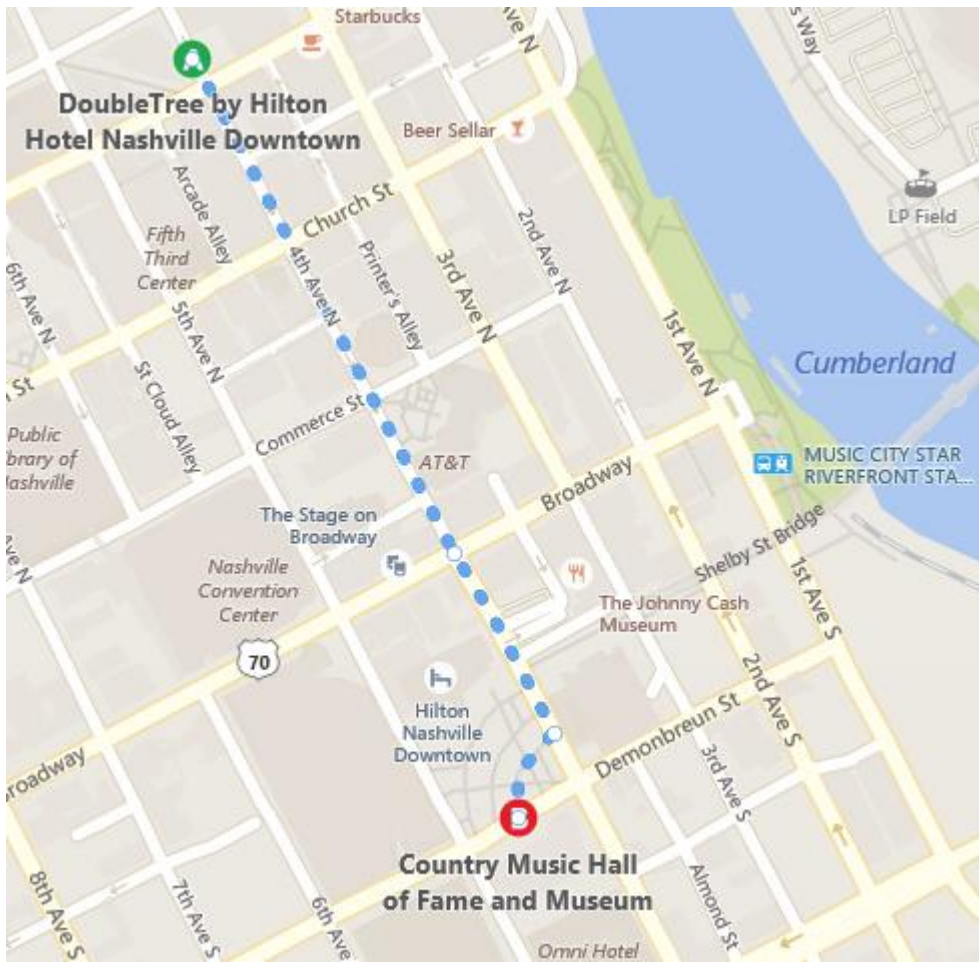 Starbucks
s Way
DoubleTree by Hilton
Hotel Nashville Downtown
Beer Sellar
LP Field
Arcade Alley
Church St
2nd Ave N
Fifth
Third
Center
4th Ave N
Printer's Alley
3rd Ave N
1st Ave N
6th Ave N
5th Ave N
Cumberland
St Cloud Alley
Commerce St
n St
Public
ibrary of
Nashville
AT&T
Broadway
MUSIC CITY STAR
RIVERFRONT STA...
The Stage on
Broadway
Shelby St Bridge
Nashville
Convention
Center
Ave N
The Johnny Cash
Museum
1st Ave S
70
Hilton
Nashville
Downtown
2nd Ave S
Demonbreun St
3rd Ave S
Broadway
Country Music Hall
of Fame and Museum
8th Ave S
7th Ave S
6th Ave
Almond St
Omni Hotel